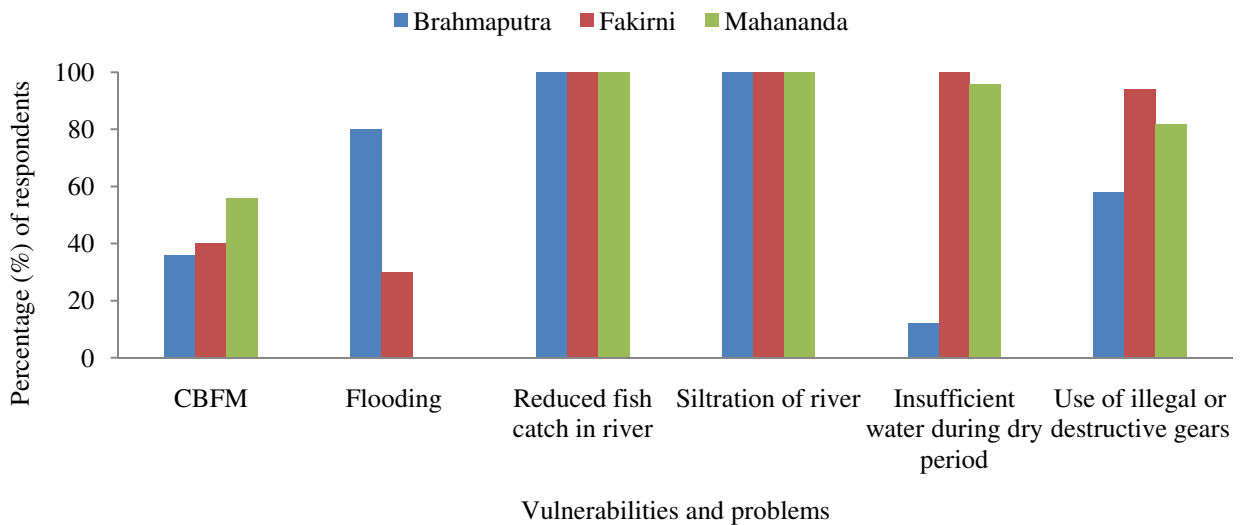 Brahmaputra Fakirni Mahananda
Percentage (%) of respondents
100
80
60
40
20
0
CBFM
Flooding
Reduced fish
catch in river
Siltration of river
Insufficient
water during dry
period
Use of illegal or
destructive gears
Vulnerabilities and problems